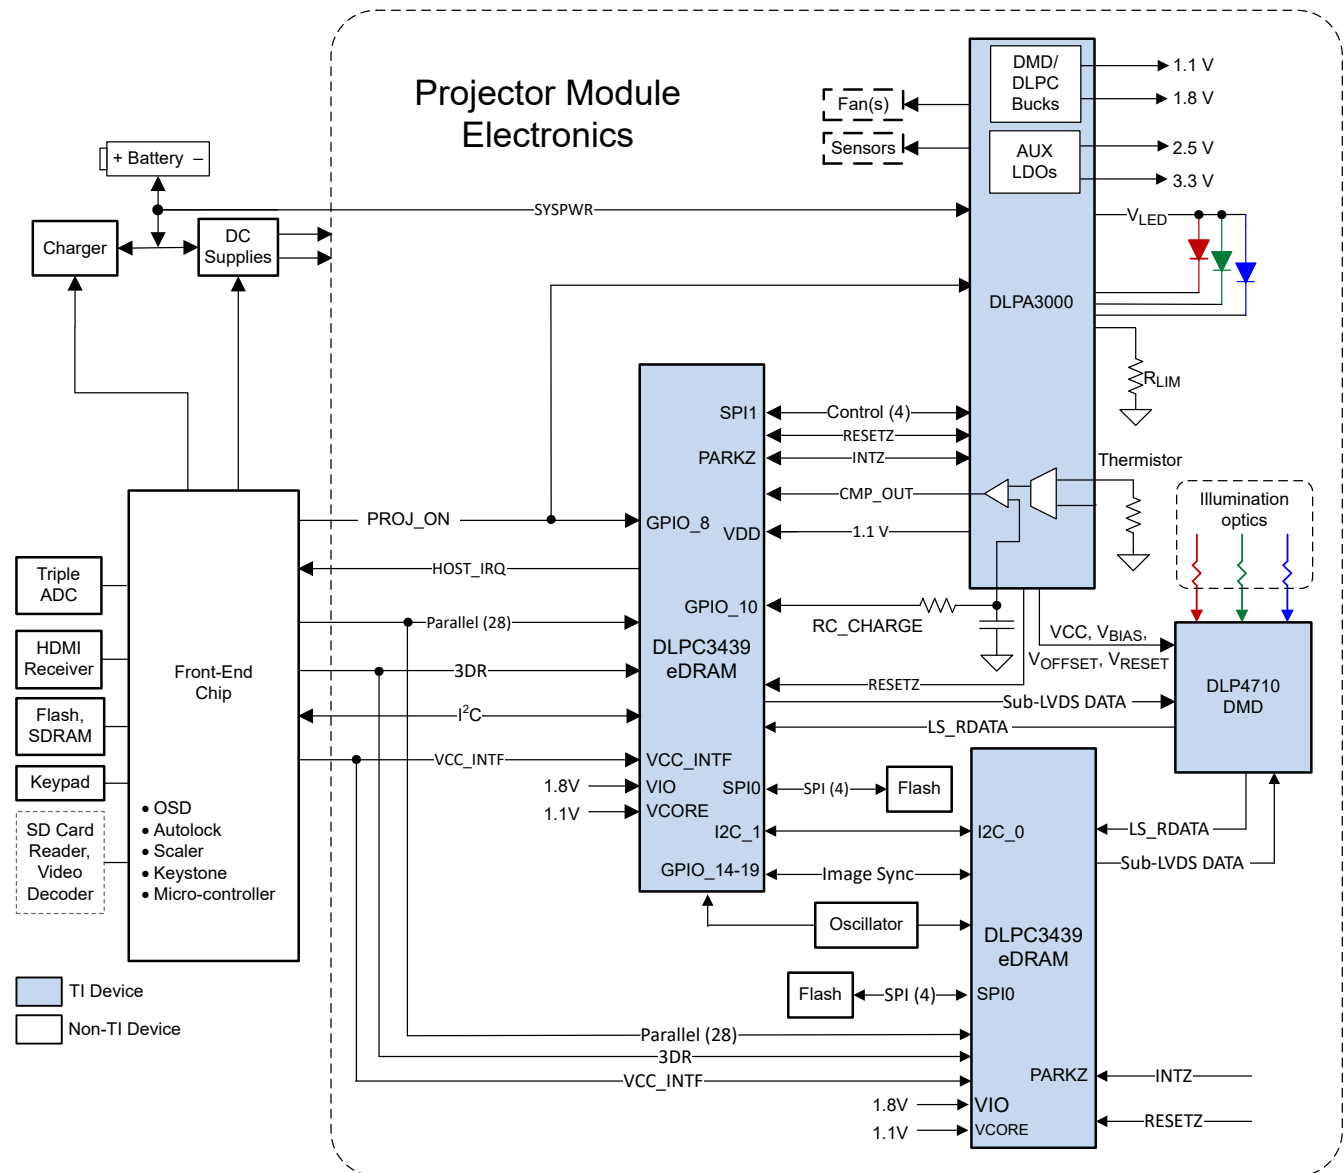 Projector Module
Electronics
DMD/
DLPC
Bucks
1.1 V
1.8 V
AUX
LDOs
2.5 V
3.3 V
Fan(s)
Sensors
+ Battery –
SYSPWR
Charger
DC
Supplies
VLED
DLPA3000
RLIM
Thermistor
Illumination
optics
SPI1
Control (4)
RESETZ
PARKZ
INTZ
CMP_OUT
PROJ_ON
GPIO_8
VDD
1.1 V
HOST_IRQ
GPIO_10
RC_CHARGE
Parallel (28)
DLPC3439
eDRAM
VCC, VBIAS,
VOFFSET, VRESET
3DR
RESETZ
Sub-LVDS DATA
I2C
LS_RDATA
DLP4710
DMD
VCC_INTF
VCC_INTF
1.8V
VIO
SPI0
SPI (4)
Flash
1.1V
VCORE
I2C_1
I2C_0
LS_RDATA
GPIO_14-19
Image Sync
Sub-LVDS DATA
Oscillator
DLPC3439
eDRAM
Flash
SPI (4)
SPI0
Parallel (28)
3DR
VCC_INTF
PARKZ
INTZ
1.8V
VIO
1.1V
VCORE
RESETZ
Triple
ADC
HDMI
Receiver
Flash,
SDRAM
Keypad
SD Card
Reader,
Video
Decoder
Front-End
Chip
• OSD
• Autolock
• Scaler
• Keystone
• Micro-controller
TI Device
Non-TI Device